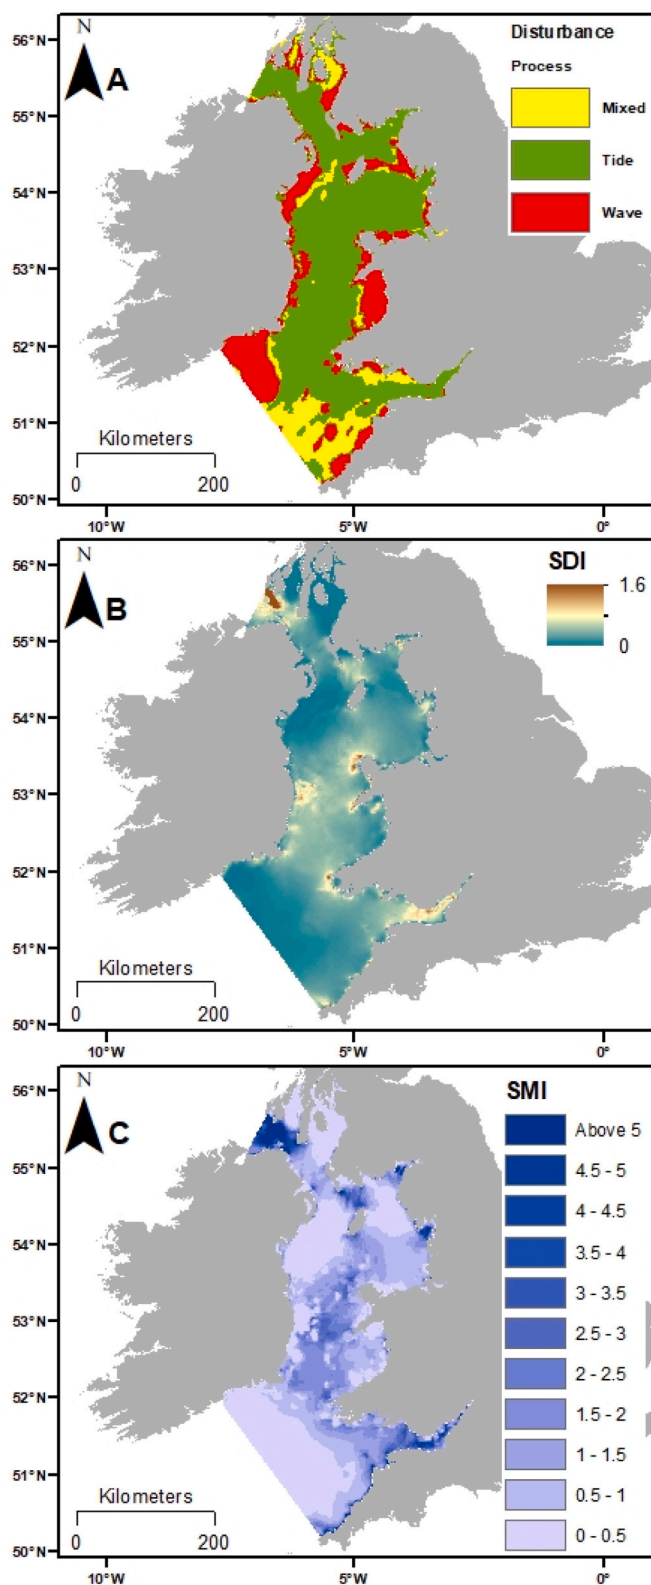 N
A
Disturbance
Process
Mixed
Tide
Wave
56°N
55°N
54°N
53°N
52°N
51°N
50°N
Kilometers
0 200
10°W 5°W 0°
N
B
SDI
1.6
0
56°N
55°N
54°N
53°N
52°N
51°N
50°N
Kilometers
0 200
10°W 5°W 0°
N
C
SMI
Above 5
4.5 - 5
4 - 4.5
3.5 - 4
3 - 3.5
2.5 - 3
2 - 2.5
1.5 - 2
1 - 1.5
0.5 - 1
0 - 0.5
56°N
55°N
54°N
53°N
52°N
51°N
50°N
Kilometers
0 200
10°W 5°W 0°